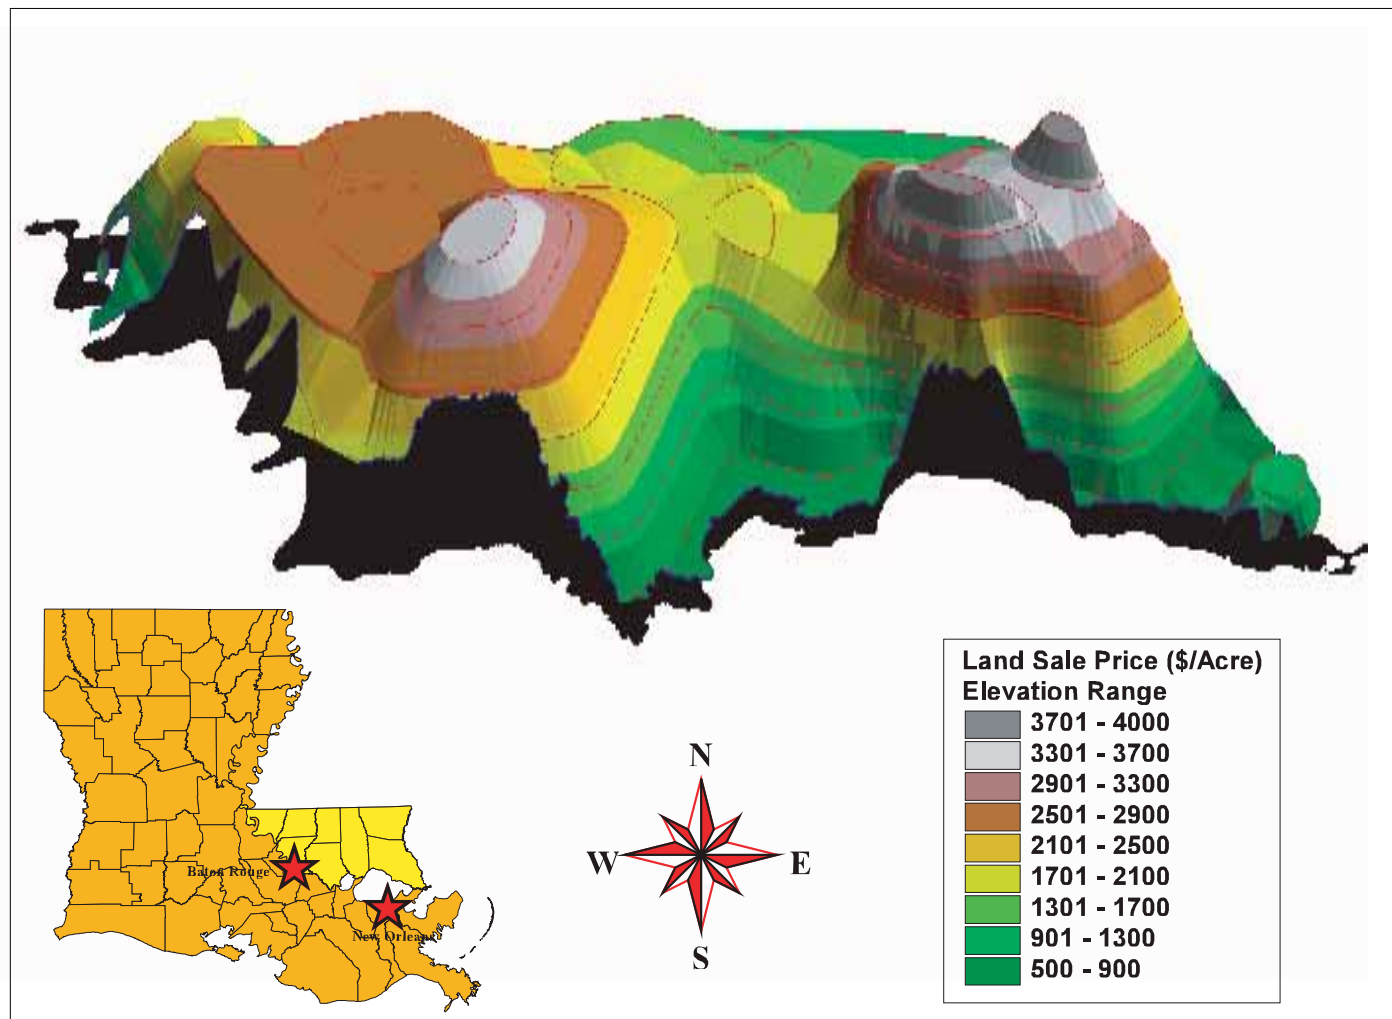 Baton Rouge
New Orleans
N
W
E
S
Land Sale Price ($/Acre)
Elevation Range
3701 - 4000
3301 - 3700
2901 - 3300
2501 - 2900
2101 - 2500
1701 - 2100
1301 - 1700
901 - 1300
500 - 900